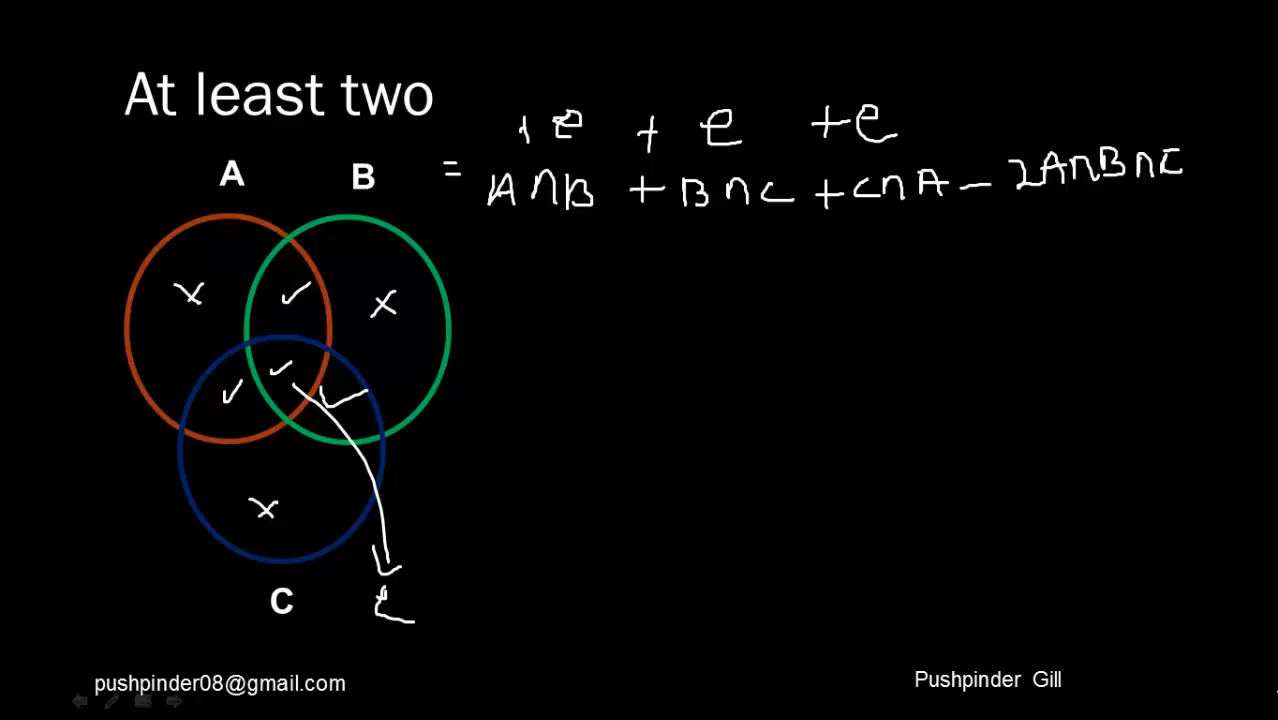 At least two
+e + e +e
A B = A∩B + B∩C + C∩A - 2A∩B∩C
C e
pushpinder08@gmail.com Pushpinder Gill